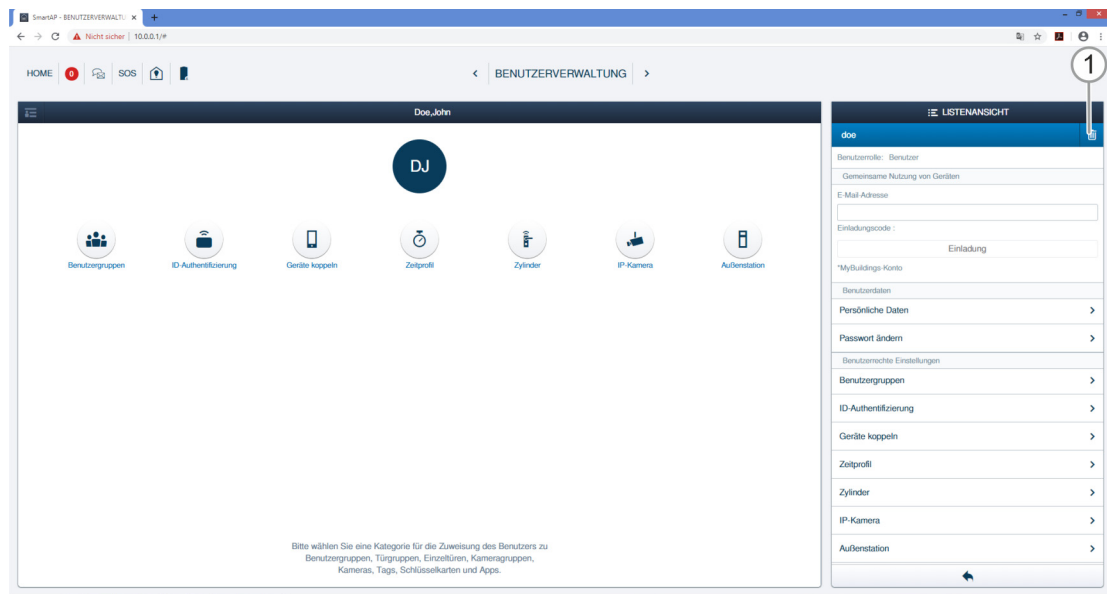 SmartAP - BENUTZERVERWALTU
Nicht sicher | 10.0.0.1/#
HOME 0 SOS
BENUTZERVERWALTUNG
1
Doe,John
DJ
Benutzergruppen
ID-Authentifizierung
Geräte koppeln
Zeitprofil
Zylinder
IP-Kamera
Außenstation
Bitte wählen Sie eine Kategorie für die Zuweisung des Benutzers zu
Benutzergruppen, Türgruppen, Einzeltüren, Kameragruppen,
Kameras, Tags, Schlüsselkarten und Apps.
LISTENANSICHT
doe
Benutzerrolle: Benutzer
Gemeinsame Nutzung von Geräten
E-Mail-Adresse
Einladungscode :
Einladung
*MyBuildings-Konto
Benutzerdaten
Persönliche Daten
Passwort ändern
Benutzerrechte Einstellungen
Benutzergruppen
ID-Authentifizierung
Geräte koppeln
Zeitprofil
Zylinder
IP-Kamera
Außenstation